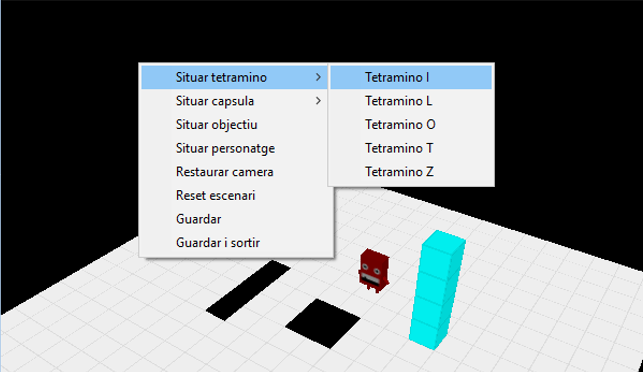 Situar tetramino
Situar capsula
Situar objectiu
Situar personatge
Restaurar camera
Reset escenari
Guardar
Guardar i sortir
Tetramino I
Tetramino L
Tetramino O
Tetramino T
Tetramino Z